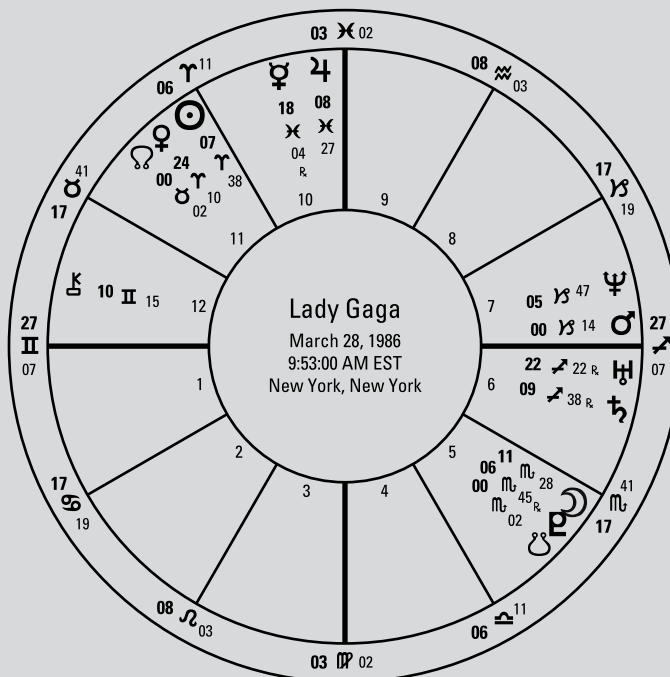 03 ♓ 02
06 ♈ 11
08 ♒ 03
☿ ♃
18 ♓ 04 ℞
08 ♓ 27
☉ 07 ♈ 38
♀ 24 ♈ 10
☊ 00 ♉ 02
17 ♉ 41
17 ♑ 19
10
9
11
8
12
7
⚷ 10 ♊ 15
05 ♑ 47 ♆
00 ♑ 14 ♂
27 ♊ 07
Lady Gaga
March 28, 1986
9:53:00 AM EST
New York, New York
27 ♐ 07
22 ♐ 22 ℞ ♅
09 ♐ 38 ℞ ♄
1
6
2
5
3
4
11 ♏ 28 ☽
06 ♏ 45 ℞ ♇
00 ♏ 02 ☋
17 ♋ 19
17 ♏ 41
08 ♌ 03
06 ♎ 11
03 ♍ 02